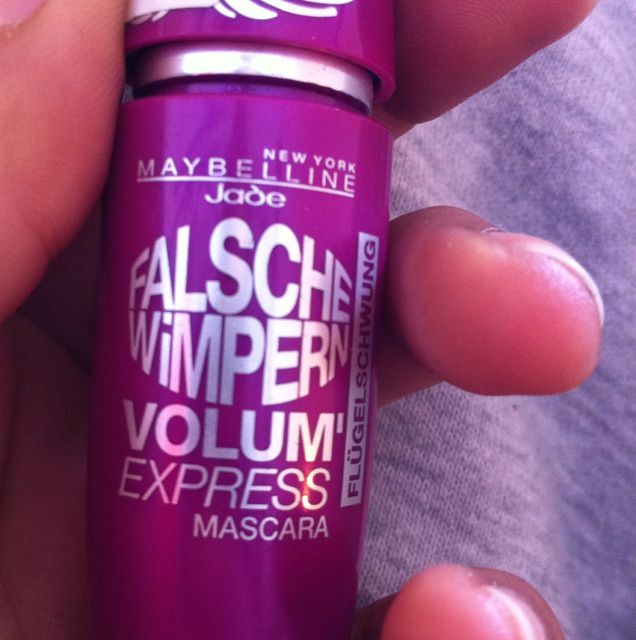 NEW YORK
MAYBELLINE
Jade
FALSCHE
WiMPERN
VOLUM'
EXPRESS
MASCARA
FLÜGELSCHWUNG